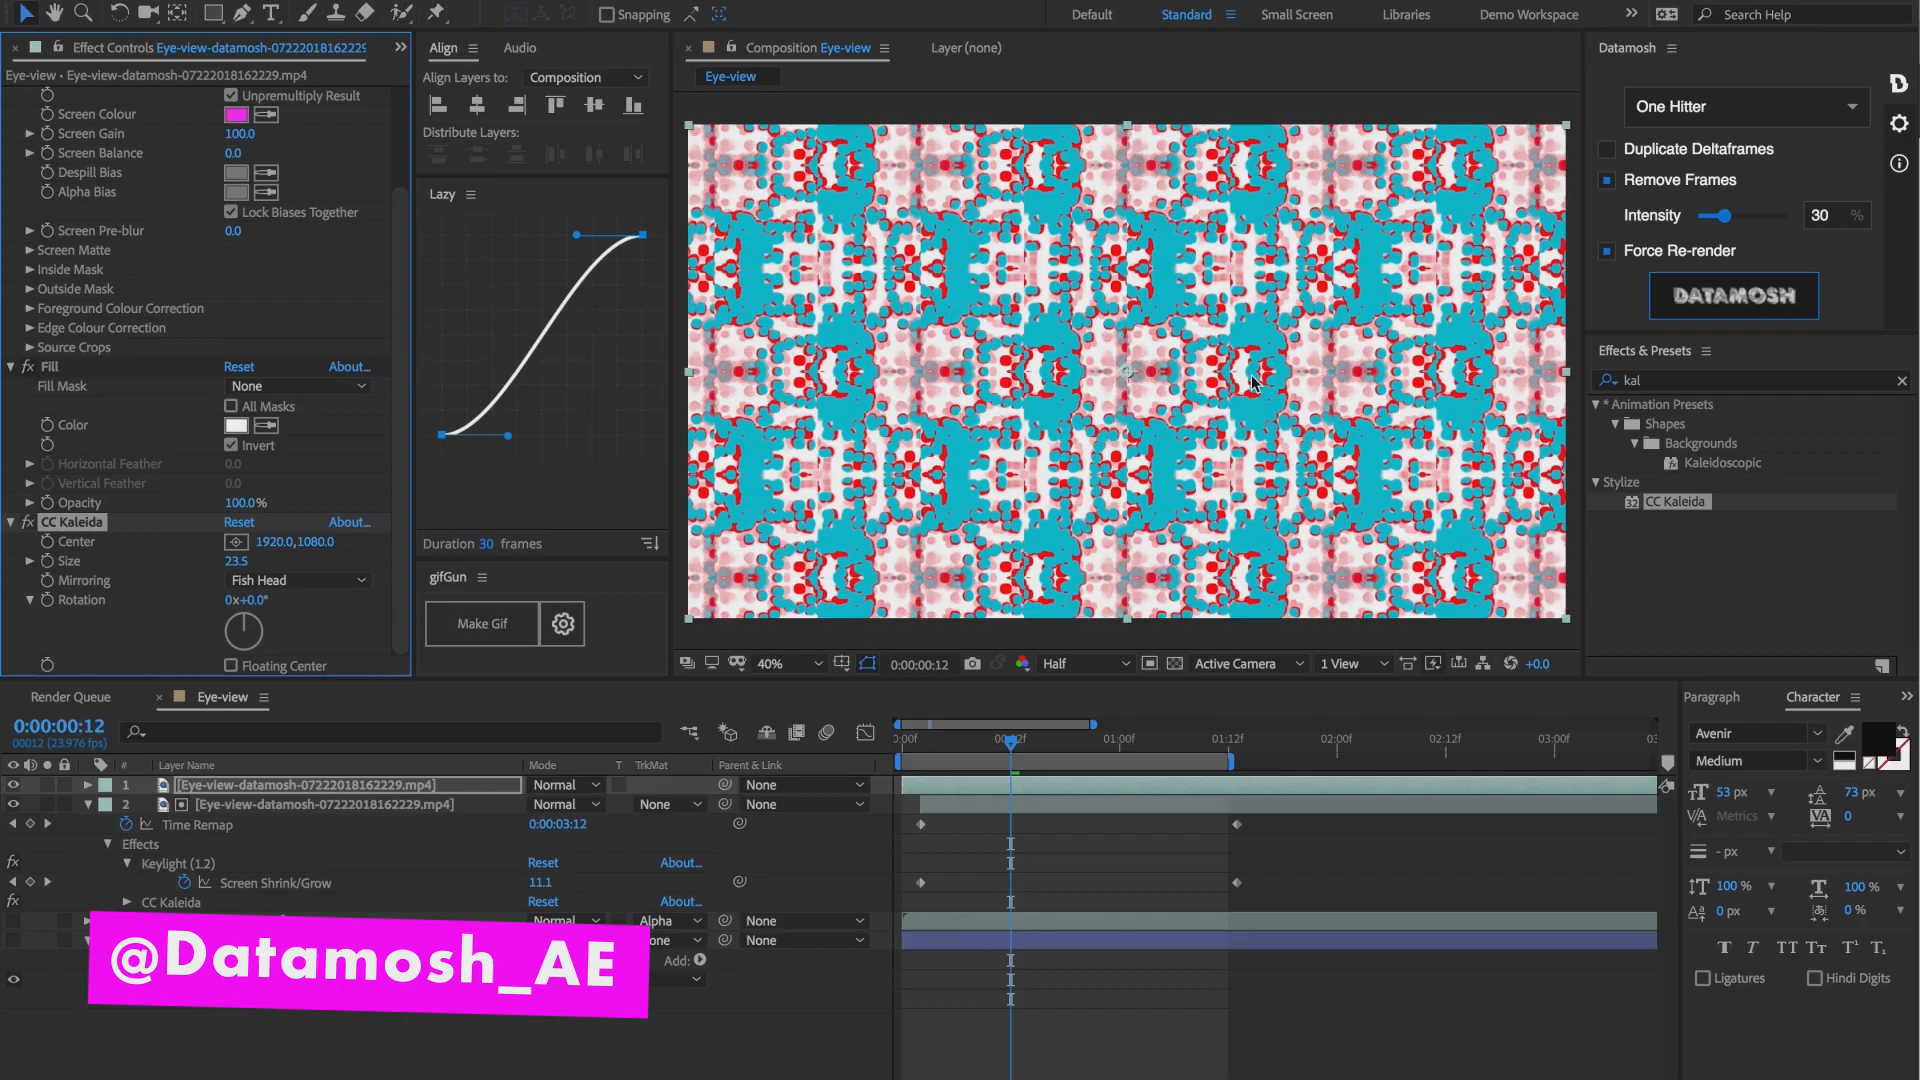 Snapping
Default
Standard
Small Screen
Libraries
Demo Workspace
Search Help
Effect Controls Eye-view-datamosh-07222018162229
Eye-view • Eye-view-datamosh-07222018162229.mp4
Unpremultiply Result
Screen Colour
Screen Gain 100.0
Screen Balance 0.0
Despill Bias
Alpha Bias
Lock Biases Together
Screen Pre-blur 0.0
Screen Matte
Inside Mask
Outside Mask
Foreground Colour Correction
Edge Colour Correction
Source Crops
fx Fill Reset About...
Fill Mask None
All Masks
Color
Invert
Horizontal Feather 0.0
Vertical Feather 0.0
Opacity 100.0%
fx CC Kaleida Reset About...
Center 1920.0,1080.0
Size 23.5
Mirroring Fish Head
Rotation 0x+0.0°
Floating Center
Align Audio
Align Layers to: Composition
Distribute Layers:
Lazy
Duration 30 frames
gifGun
Make Gif
Composition Eye-view
Layer (none)
Eye-view
40% 0:00:00:12 Half Active Camera 1 View +0.0
Datamosh
One Hitter
Duplicate Deltaframes
Remove Frames
Intensity 30 %
Force Re-render
DATAMOSH
Effects & Presets
kal
* Animation Presets
Shapes
Backgrounds
Kaleidoscopic
Stylize
32 CC Kaleida
Render Queue Eye-view
0:00:00:12
00012 (23.976 fps)
01:00f 01:12f 02:00f 02:12f 03:00f
# Layer Name Mode T TrkMat Parent & Link
1 [Eye-view-datamosh-07222018162229.mp4] Normal None
2 [Eye-view-datamosh-07222018162229.mp4] Normal None None
Time Remap 0:00:03:12
Effects
fx Keylight (1.2) Reset About...
Screen Shrink/Grow 11.1
fx CC Kaleida Reset About...
Normal Alpha None
None
Add:
@Datamosh_AE
Paragraph Character
Avenir
Medium
53 px 73 px
Metrics 0
- px
100 % 100 %
0 px 0 %
Ligatures Hindi Digits